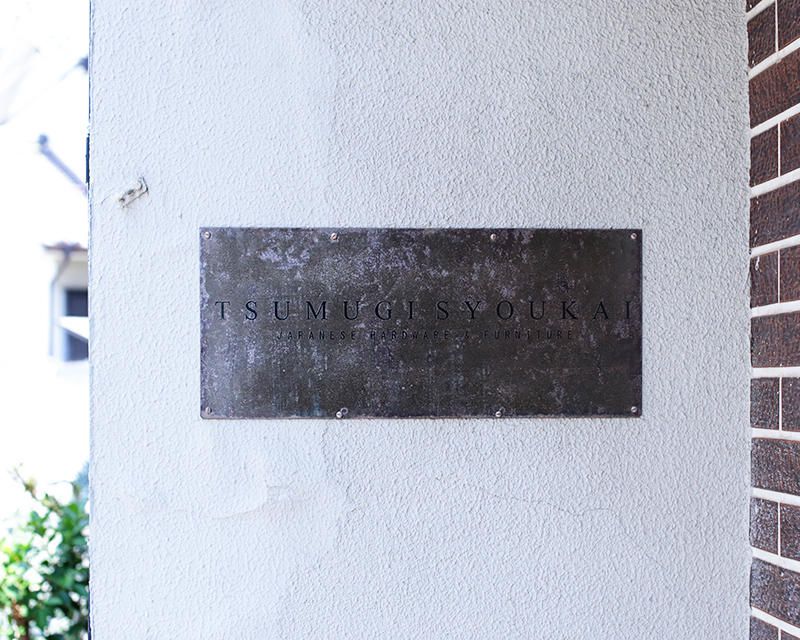 TSUMUGI SYOUKAI
JAPANESE HARDWARE / FURNITURE